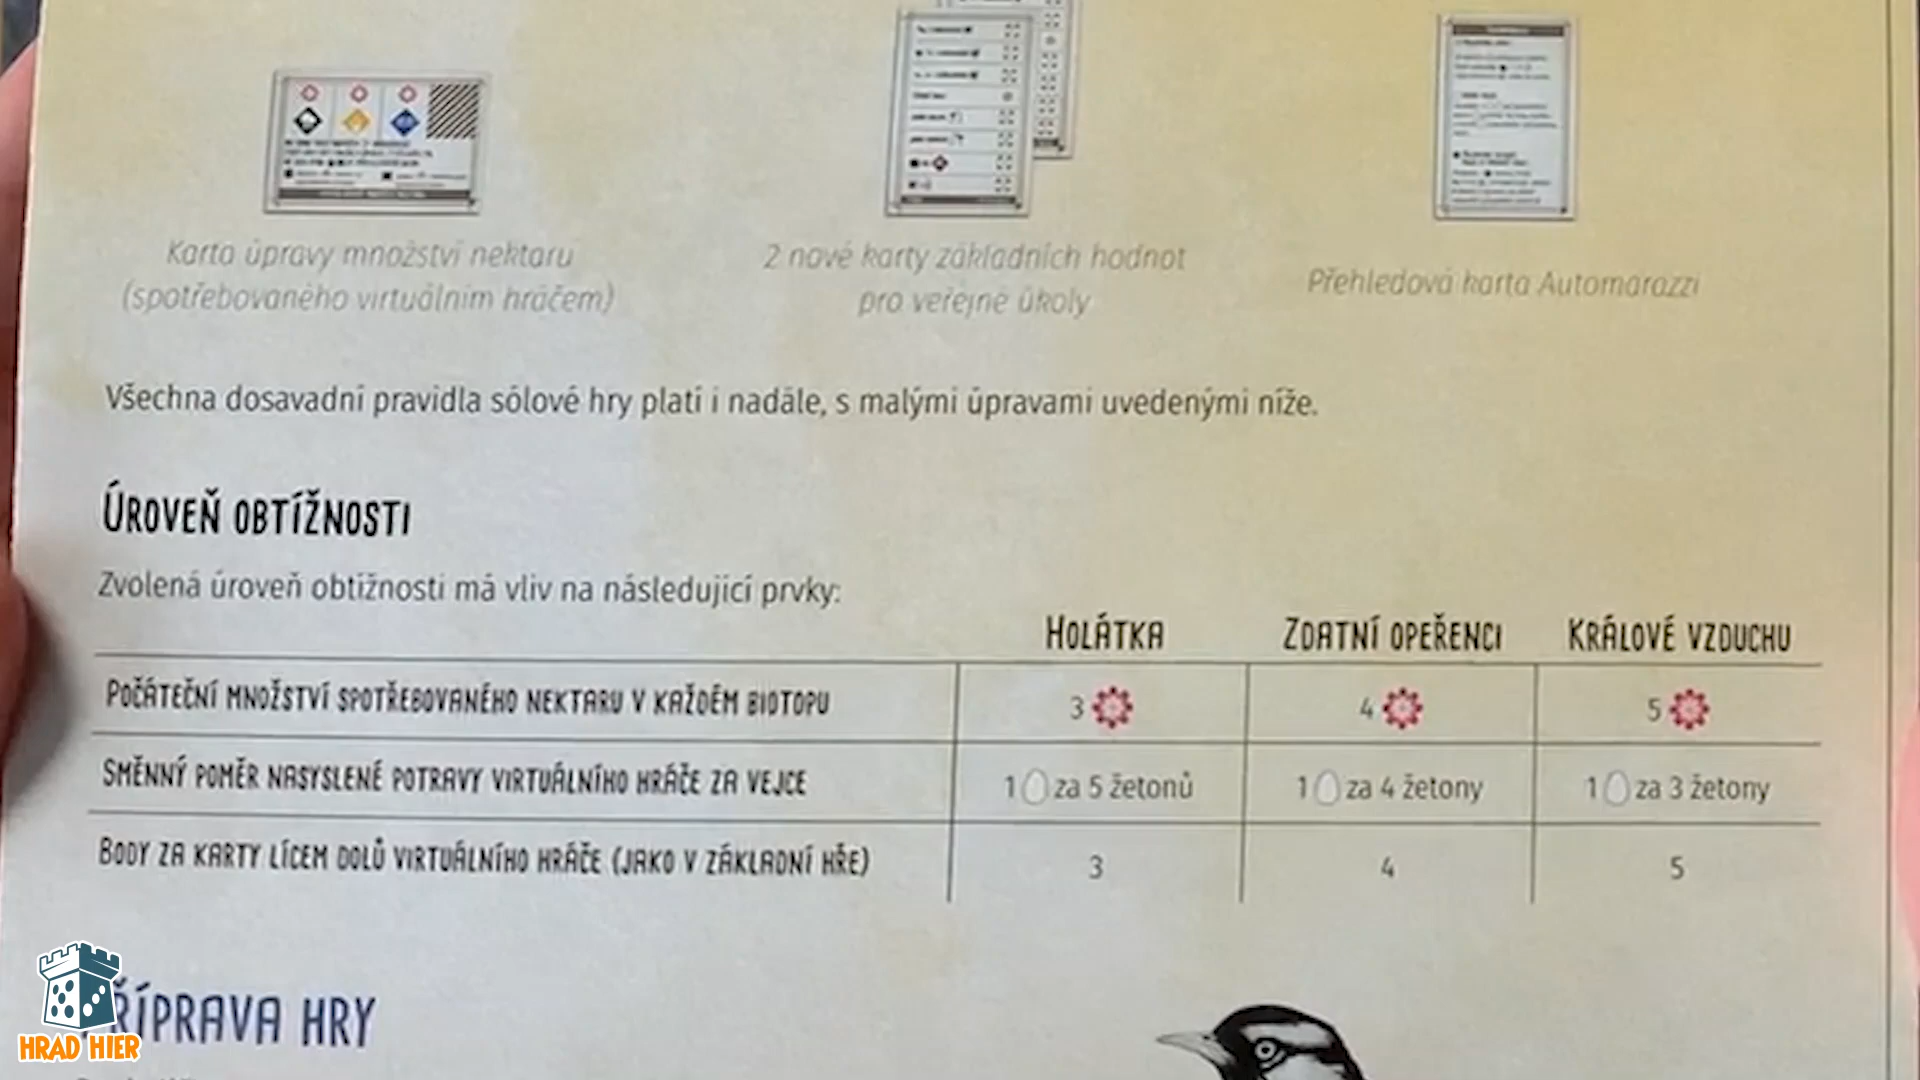 Karta úpravy množství nektaru
(spotřebovaného virtuálním hráčem)
2 nové karty základních hodnot
pro veřejné úkoly
Přehledová karta Automarazzi
Všechna dosavadní pravidla sólové hry platí i nadále, s malými úpravami uvedenými níže.
ÚROVEŇ OBTÍŽNOSTI
Zvolená úroveň obtížnosti má vliv na následující prvky:
HOLÁTKA ZDATNÍ OPEŘENCI KRÁLOVÉ VZDUCHU
POČÁTEČNÍ MNOŽSTVÍ SPOTŘEBOVANÉHO NEKTARU V KAŽDÉM BIOTOPU 3 4 5
SMĚNNÝ POMĚR NASYSLENÉ POTRAVY VIRTUÁLNÍHO HRÁČE ZA VEJCE 1 za 5 žetonů 1 za 4 žetony 1 za 3 žetony
BODY ZA KARTY LÍCEM DOLŮ VIRTUÁLNÍHO HRÁČE (JAKO V ZÁKLADNÍ HŘE) 3 4 5
PŘÍPRAVA HRY
HRAD HIER